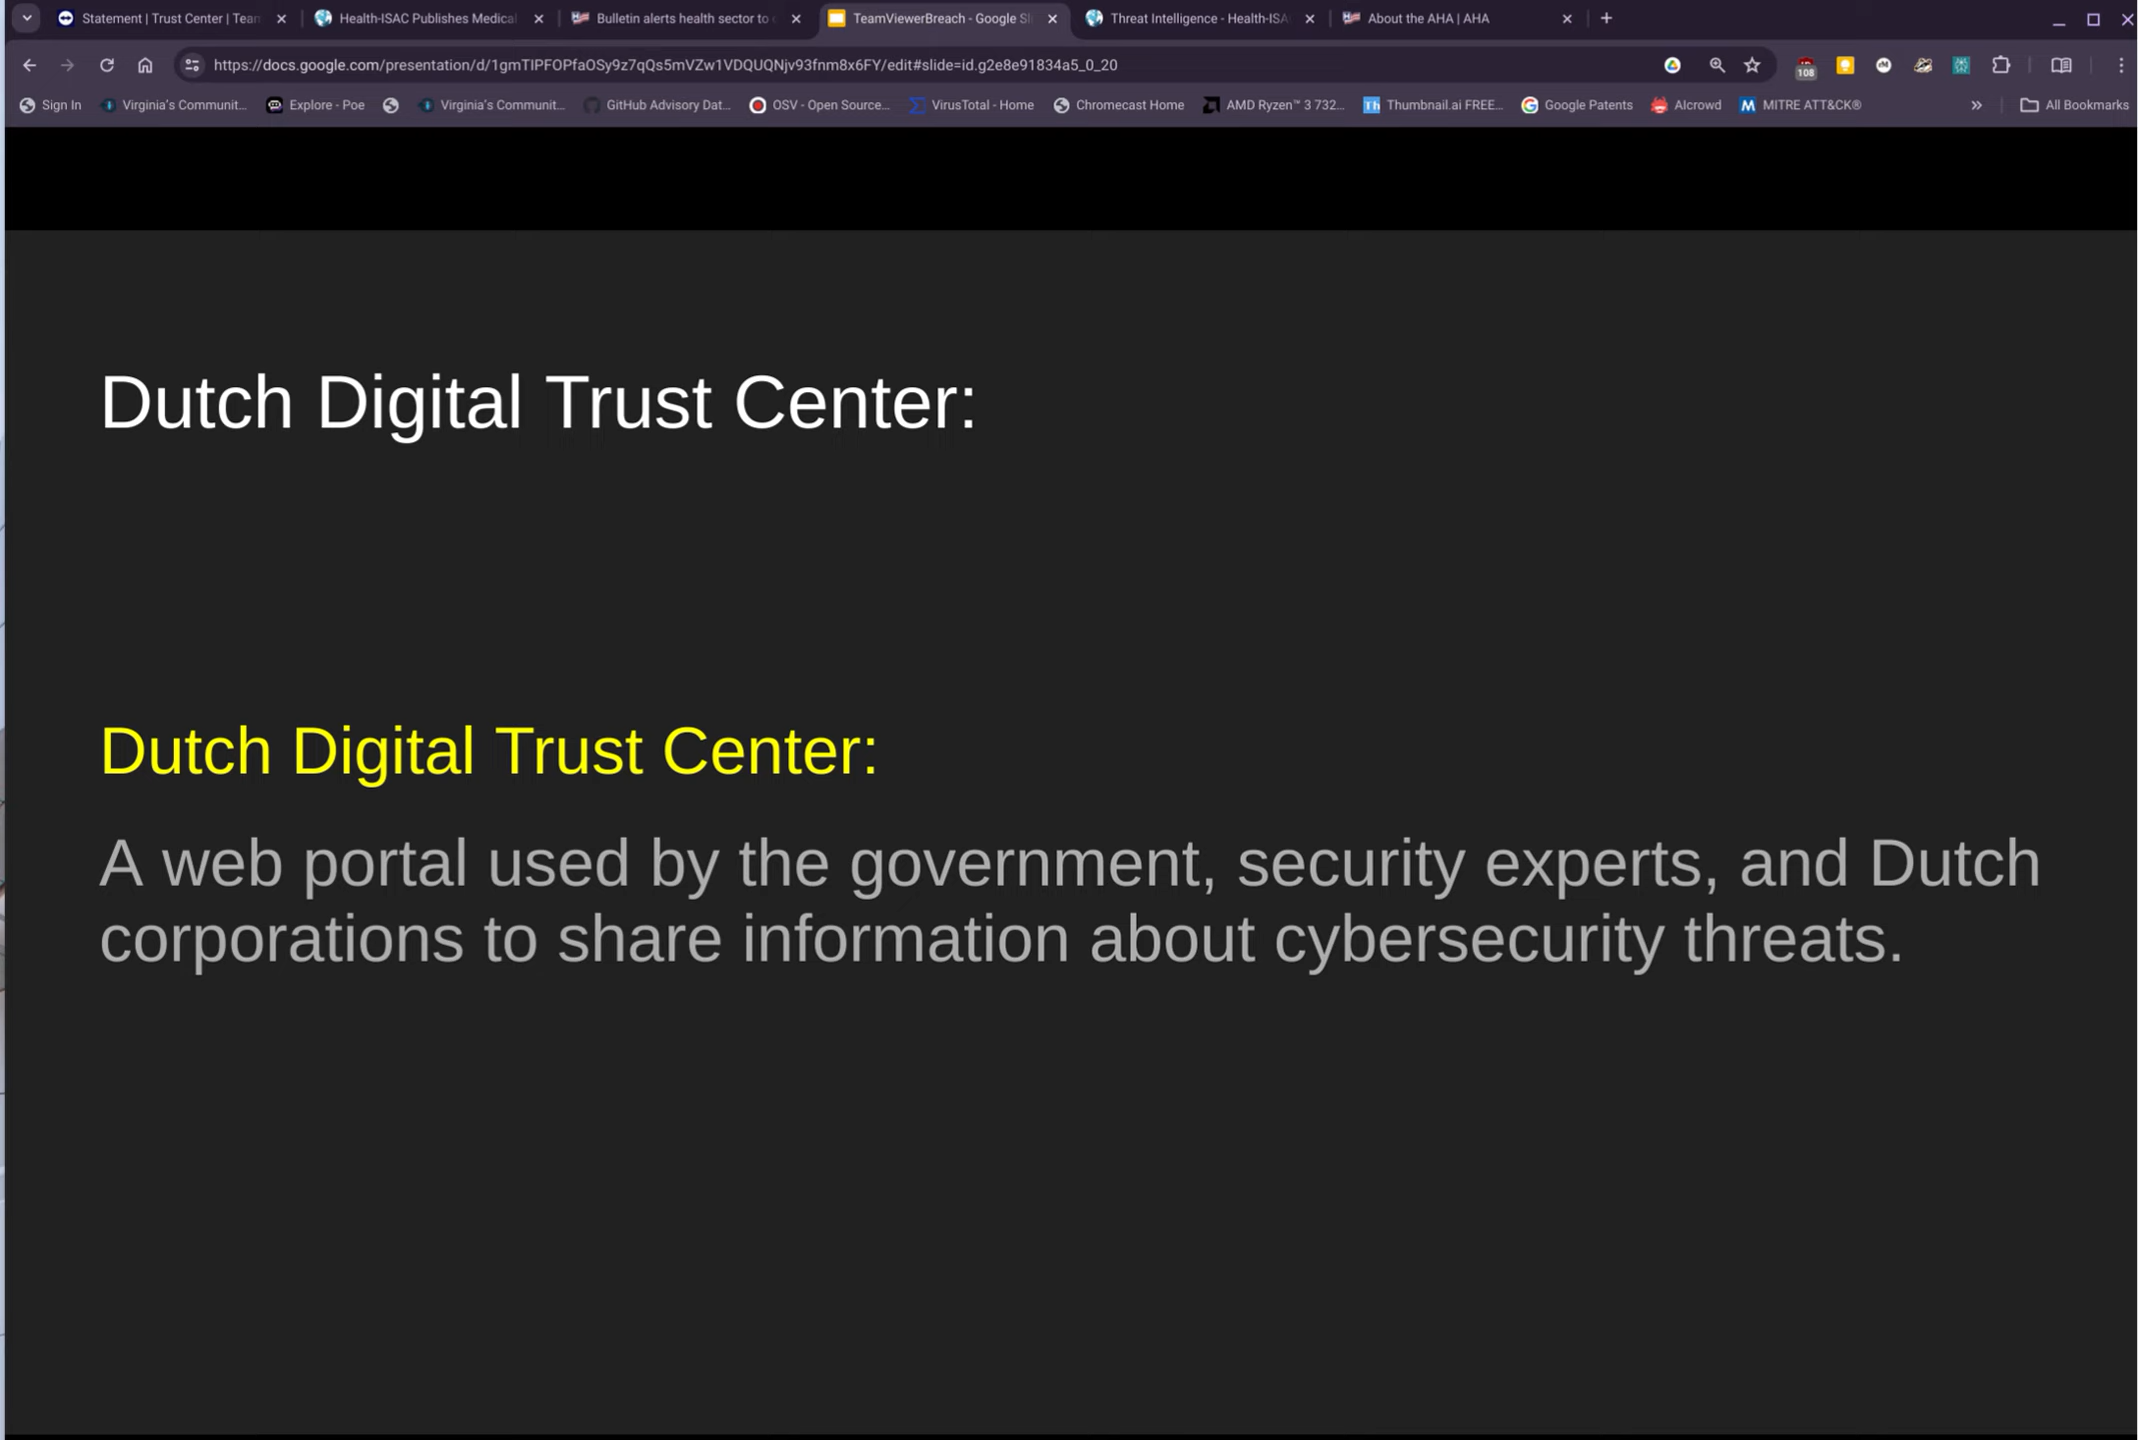 Statement | Trust Center | Team
Health-ISAC Publishes Medical
Bulletin alerts health sector to
TeamViewerBreach - Google Sl
Threat Intelligence - Health-ISA
About the AHA | AHA
https://docs.google.com/presentation/d/1gmTIPFOPfaOSy9z7qQs5mVZw1VDQUQNjv93fnm8x6FY/edit#slide=id.g2e8e91834a5_0_20
108
Sign In
Virginia's Communit...
Explore - Poe
Virginia's Communit...
GitHub Advisory Dat...
OSV - Open Source...
VirusTotal - Home
Chromecast Home
AMD Ryzen™ 3 732...
Th
Thumbnail.ai FREE...
Google Patents
AIcrowd
M
MITRE ATT&CK®
All Bookmarks
Dutch Digital Trust Center:
Dutch Digital Trust Center:
A web portal used by the government, security experts, and Dutch
corporations to share information about cybersecurity threats.